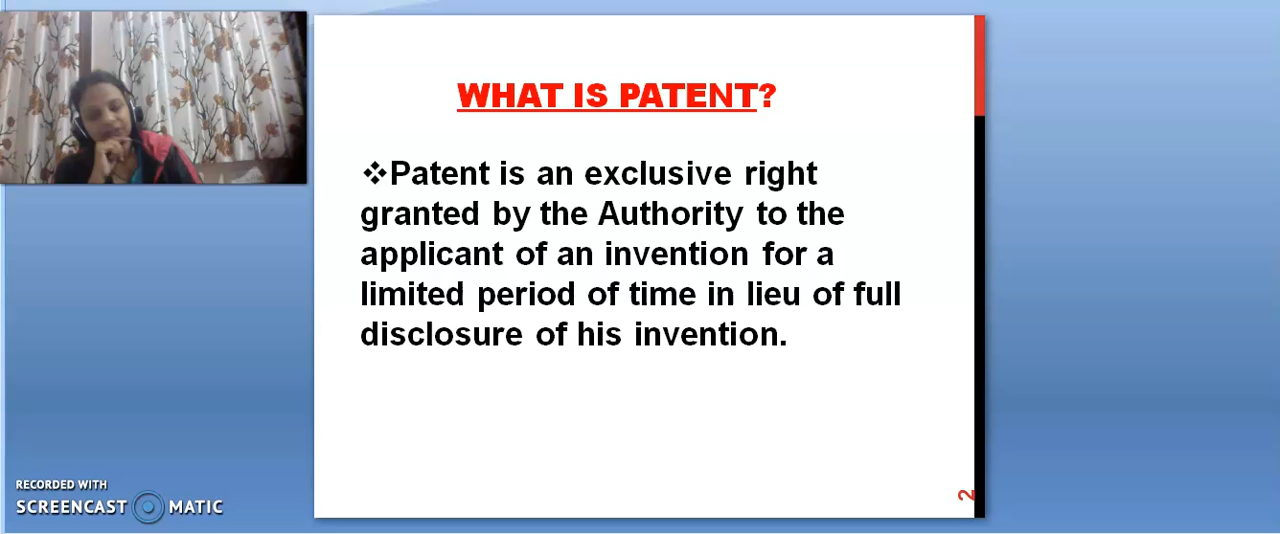 WHAT IS PATENT?
❖Patent is an exclusive right
granted by the Authority to the
applicant of an invention for a
limited period of time in lieu of full
disclosure of his invention.
2
RECORDED WITH
SCREENCAST MATIC